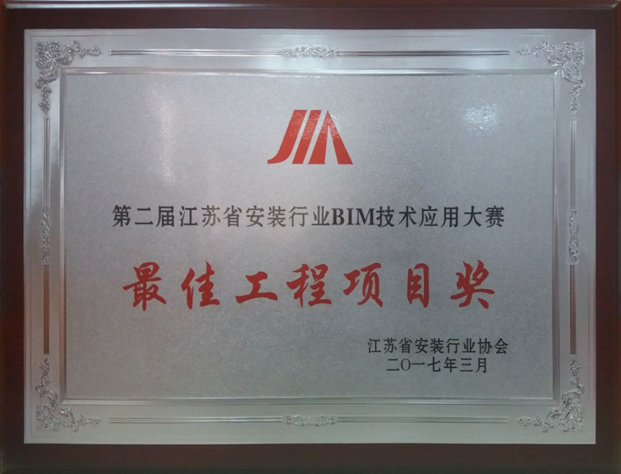 第二届江苏省安装行业BIM技术应用大赛
最佳工程项目奖
江苏省安装行业协会
二〇一七年三月